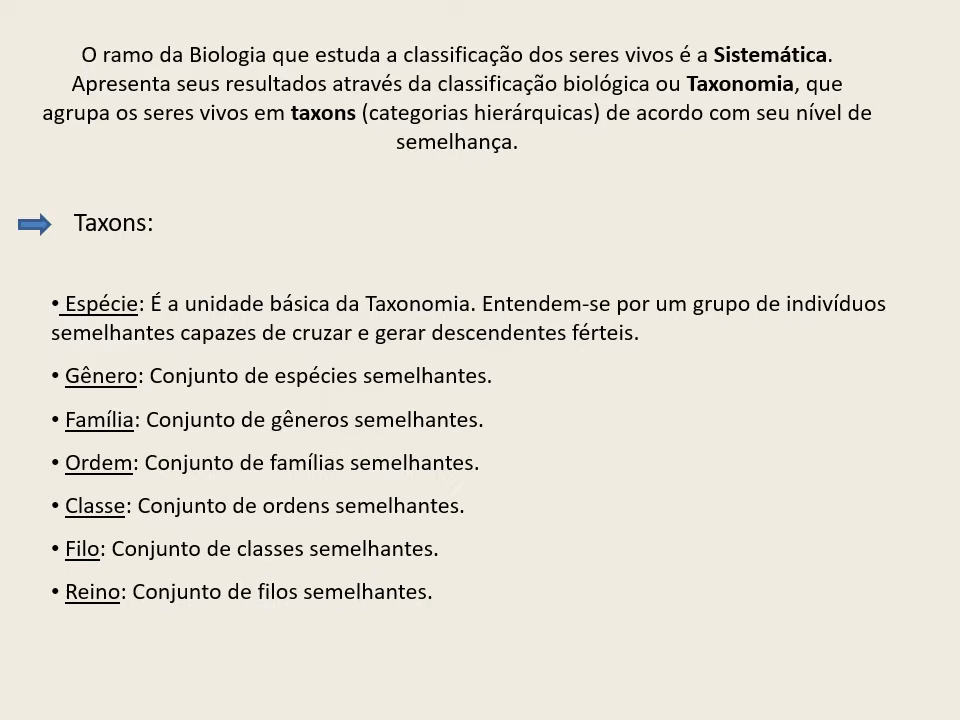 O ramo da Biologia que estuda a classificação dos seres vivos é a Sistemática.
Apresenta seus resultados através da classificação biológica ou Taxonomia, que
agrupa os seres vivos em taxons (categorias hierárquicas) de acordo com seu nível de
semelhança.
Taxons:
• Espécie: É a unidade básica da Taxonomia. Entendem-se por um grupo de indivíduos
semelhantes capazes de cruzar e gerar descendentes férteis.
• Gênero: Conjunto de espécies semelhantes.
• Família: Conjunto de gêneros semelhantes.
• Ordem: Conjunto de famílias semelhantes.
• Classe: Conjunto de ordens semelhantes.
• Filo: Conjunto de classes semelhantes.
• Reino: Conjunto de filos semelhantes.